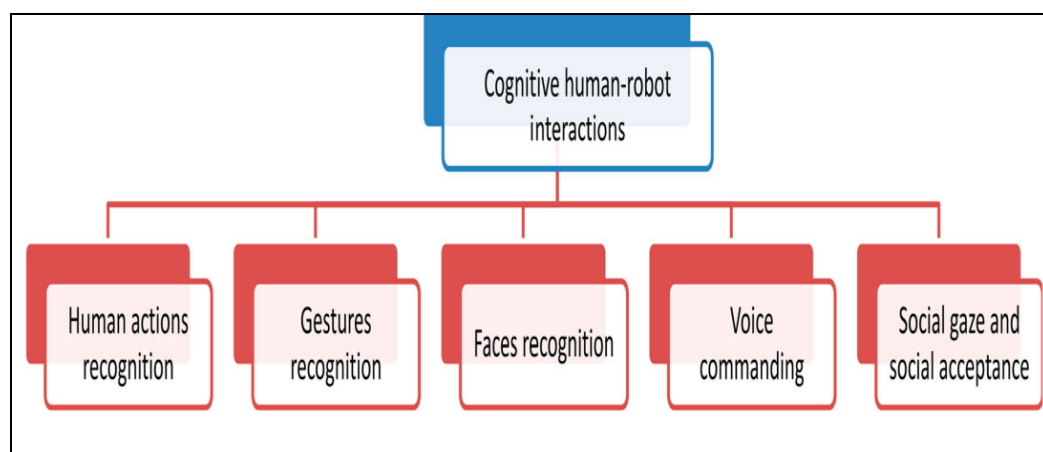 Cognitive human-robot
interactions
Human actions
recognition
Gestures
recognition
Faces recognition
Voice
commanding
Social gaze and
social acceptance